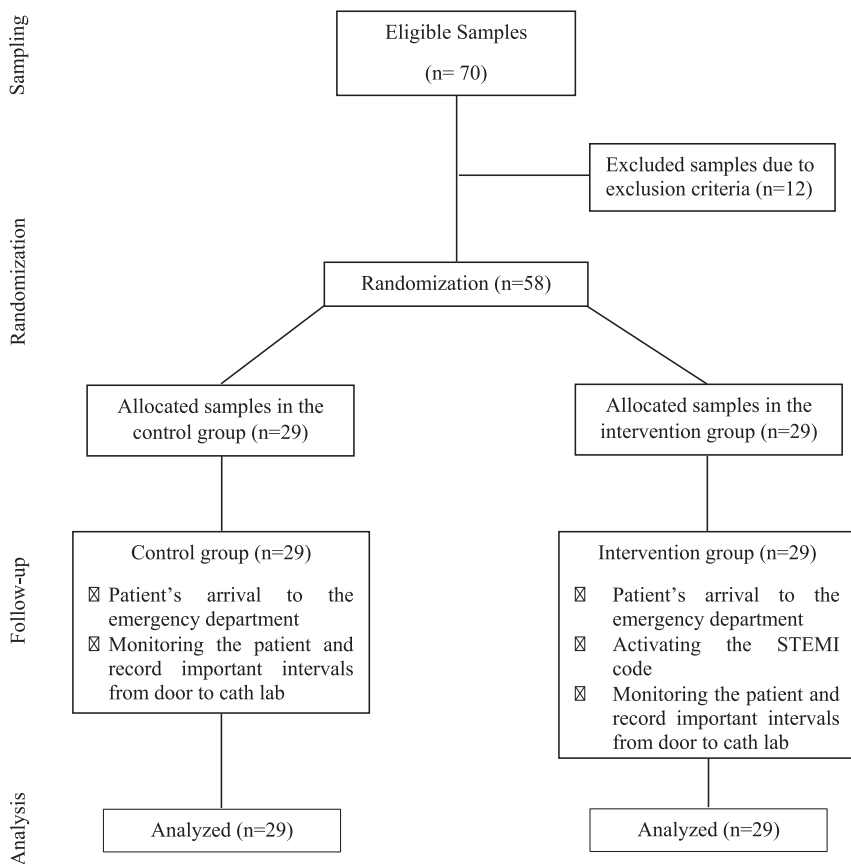 Sampling
Eligible Samples
(n= 70)
Excluded samples due to
exclusion criteria (n=12)
Randomization
Randomization (n=58)
Allocated samples in the
control group (n=29)
Allocated samples in the
intervention group (n=29)
Follow-up
Control group (n=29)
Patient’s arrival to the
emergency department
Monitoring the patient and
record important intervals
from door to cath lab
Intervention group (n=29)
Patient’s arrival to the
emergency department
Activating the STEMI
code
Monitoring the patient and
record important intervals
from door to cath lab
Analysis
Analyzed (n=29)
Analyzed (n=29)